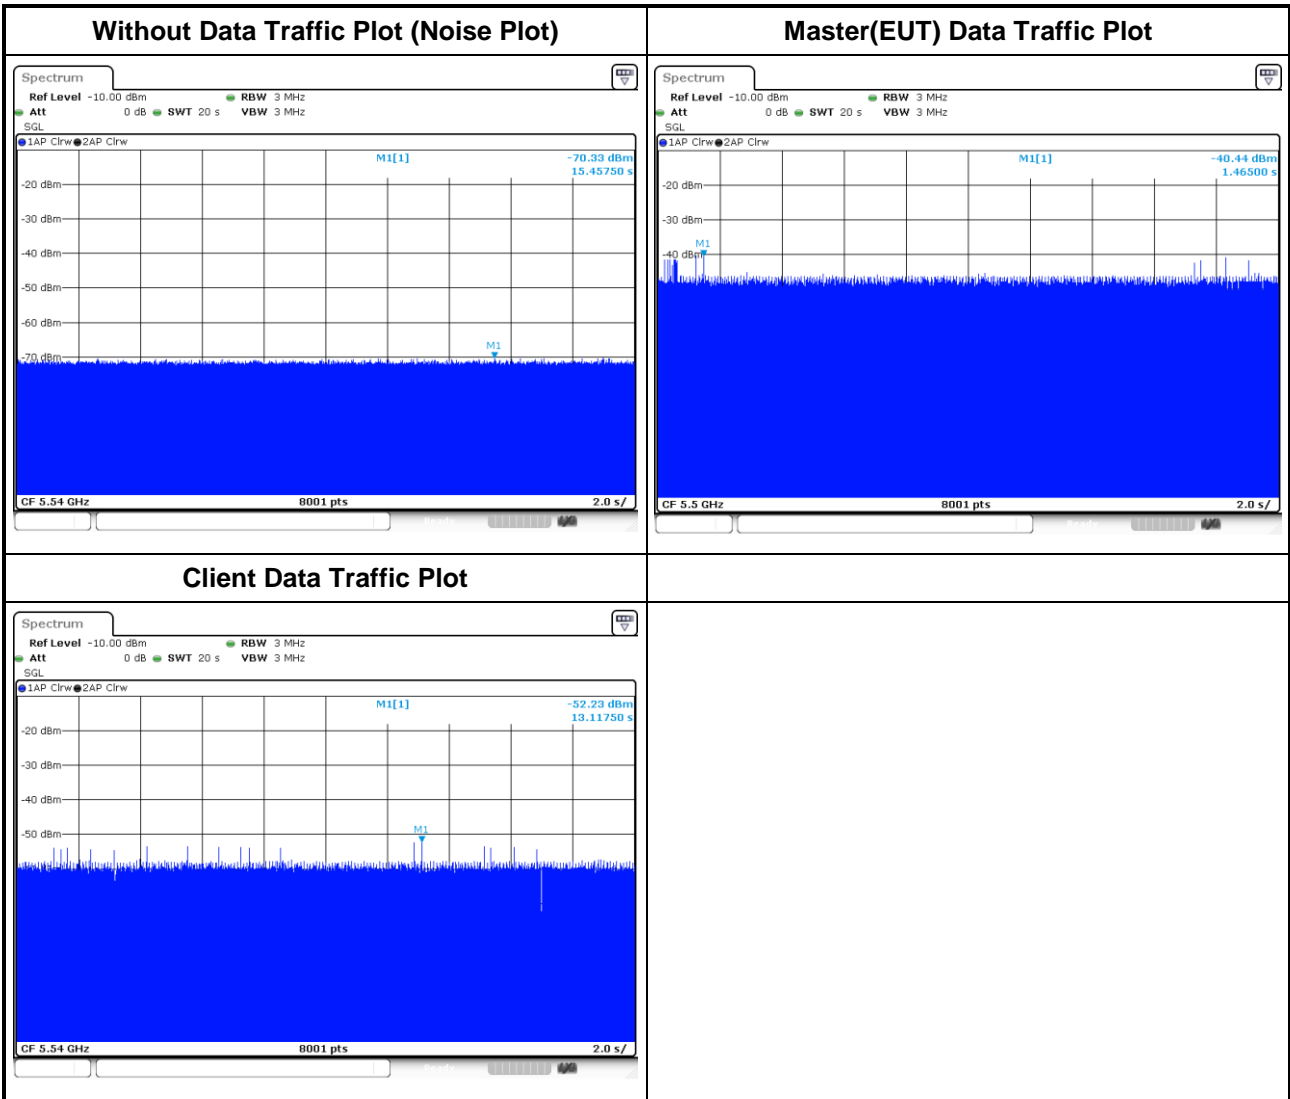 Without Data Traffic Plot (Noise Plot)
Spectrum
Ref Level -10.00 dBm RBW 3 MHz
Att 0 dB SWT 20 s VBW 3 MHz
SGL
1AP Clrw 2AP Clrw
M1[1] -70.33 dBm
15.45750 s
-20 dBm
-30 dBm
-40 dBm
-50 dBm
-60 dBm
M1
-70 dBm
CF 5.54 GHz 8001 pts 2.0 s/
Ready
Master(EUT) Data Traffic Plot
Spectrum
Ref Level -10.00 dBm RBW 3 MHz
Att 0 dB SWT 20 s VBW 3 MHz
SGL
1AP Clrw 2AP Clrw
M1[1] -40.44 dBm
1.46500 s
-20 dBm
-30 dBm
M1
-40 dBm
CF 5.5 GHz 8001 pts 2.0 s/
Ready
Client Data Traffic Plot
Spectrum
Ref Level -10.00 dBm RBW 3 MHz
Att 0 dB SWT 20 s VBW 3 MHz
SGL
1AP Clrw 2AP Clrw
M1[1] -52.23 dBm
13.11750 s
-20 dBm
-30 dBm
-40 dBm
-50 dBm
M1
CF 5.54 GHz 8001 pts 2.0 s/
Ready